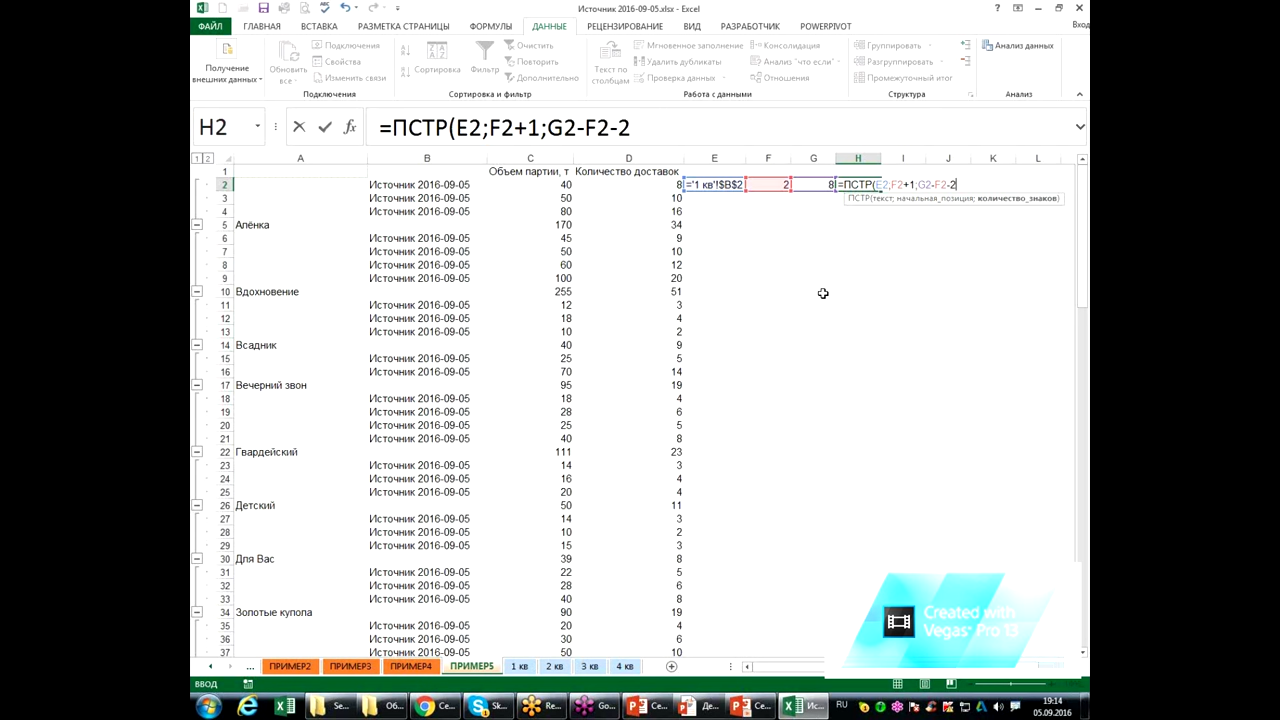 Источник 2016-09-05.xlsx - Excel
ФАЙЛ ГЛАВНАЯ ВСТАВКА РАЗМЕТКА СТРАНИЦЫ ФОРМУЛЫ ДАННЫЕ РЕЦЕНЗИРОВАНИЕ ВИД РАЗРАБОТЧИК POWERPIVOT Вход
Получение внешних данных
Обновить все
Подключения
Свойства
Изменить связи
Подключения
Сортировка
Фильтр
Очистить
Повторить
Дополнительно
Сортировка и фильтр
Текст по столбцам
Мгновенное заполнение
Удалить дубликаты
Проверка данных
Консолидация
Анализ "что если"
Отношения
Работа с данными
Группировать
Разгруппировать
Промежуточный итог
Структура
Анализ данных
Анализ
H2 fx =ПСТР(E2;F2+1;G2-F2-2
1 2 A B C D E F G H I J K L
1 Объем партии, т Количество доставок
2 Источник 2016-09-05 40 8 ='1 кв'!$B$2 2 8 =ПСТР(E2;F2+1;G2-F2-2
ПСТР(текст; начальная_позиция; количество_знаков)
3 Источник 2016-09-05 50 10
4 Источник 2016-09-05 80 16
5 Алёнка 170 34
6 Источник 2016-09-05 45 9
7 Источник 2016-09-05 50 10
8 Источник 2016-09-05 60 12
9 Источник 2016-09-05 100 20
10 Вдохновение 255 51
11 Источник 2016-09-05 12 3
12 Источник 2016-09-05 18 4
13 Источник 2016-09-05 10 2
14 Всадник 40 9
15 Источник 2016-09-05 25 5
16 Источник 2016-09-05 70 14
17 Вечерний звон 95 19
18 Источник 2016-09-05 18 4
19 Источник 2016-09-05 28 6
20 Источник 2016-09-05 25 5
21 Источник 2016-09-05 40 8
22 Гвардейский 111 23
23 Источник 2016-09-05 14 3
24 Источник 2016-09-05 16 4
25 Источник 2016-09-05 20 4
26 Детский 50 11
27 Источник 2016-09-05 14 3
28 Источник 2016-09-05 10 2
29 Источник 2016-09-05 15 3
30 Для Вас 39 8
31 Источник 2016-09-05 22 5
32 Источник 2016-09-05 28 6
33 Источник 2016-09-05 40 8
34 Золотые купола 90 19
35 Источник 2016-09-05 20 4
36 Источник 2016-09-05 30 6
37 Источник 2016-09-05 50 10
Created with
Vegas Pro 13
... ПРИМЕР2 ПРИМЕР3 ПРИМЕР4 ПРИМЕР5 1 кв 2 кв 3 кв 4 кв
ВВОД
Se... Об... Се... Sk... Re... Go... Се... Де... Се... Ис... RU 19:14
05.09.2016